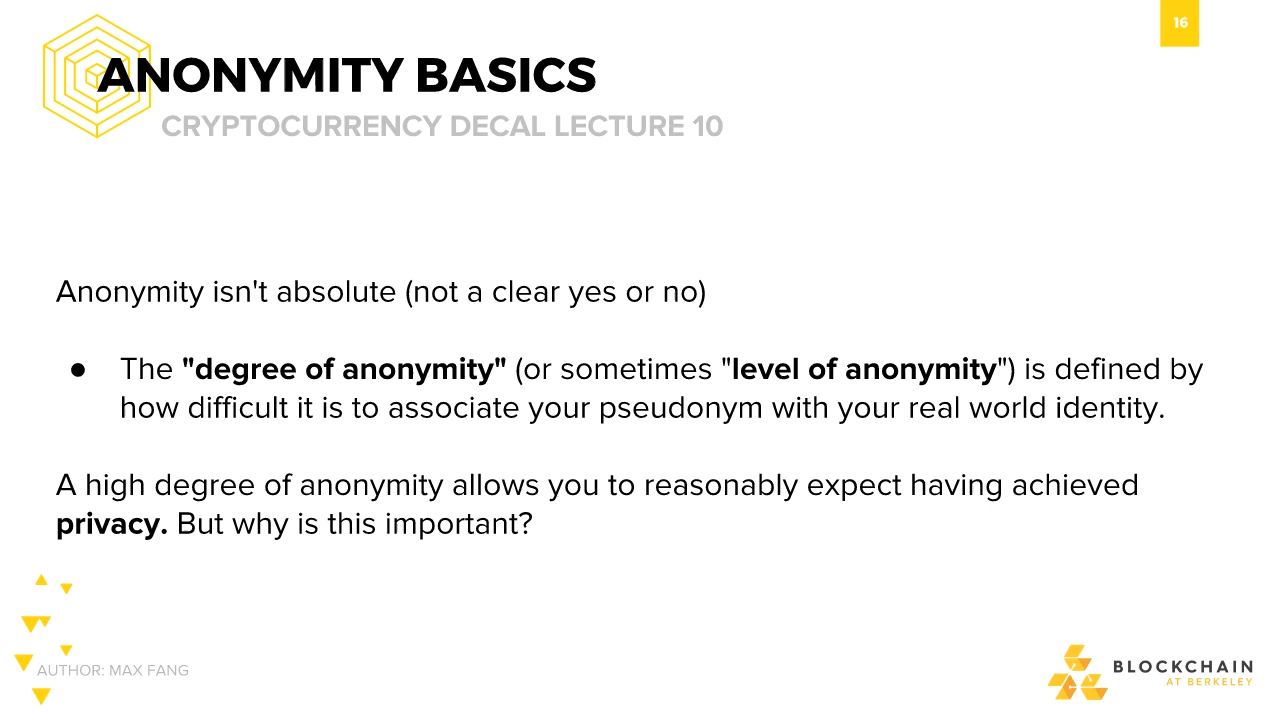 16
ANONYMITY BASICS
CRYPTOCURRENCY DECAL LECTURE 10
Anonymity isn't absolute (not a clear yes or no)
● The "degree of anonymity" (or sometimes "level of anonymity") is defined by
how difficult it is to associate your pseudonym with your real world identity.
A high degree of anonymity allows you to reasonably expect having achieved
privacy. But why is this important?
AUTHOR: MAX FANG
BLOCKCHAIN
AT BERKELEY